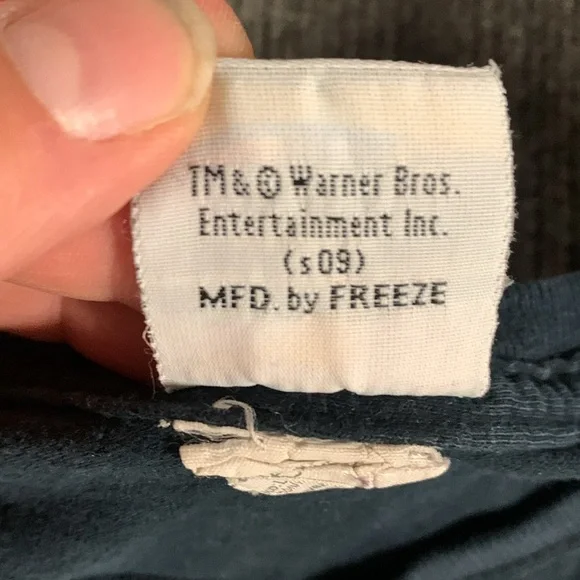 TM & © Warner Bros.
Entertainment Inc.
(s09)
MFD. by FREEZE